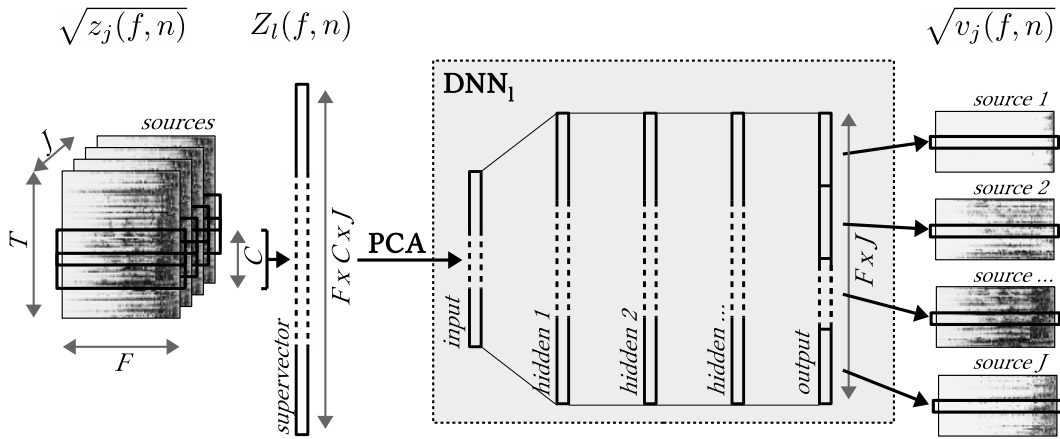 √z_j(f, n)
Z_l(f, n)
√v_j(f, n)
DNN_l
sources
J
T
C
F
supervector
F x C x J
PCA
input
hidden 1
hidden 2
hidden ...
output
F x J
source 1
source 2
source ...
source J